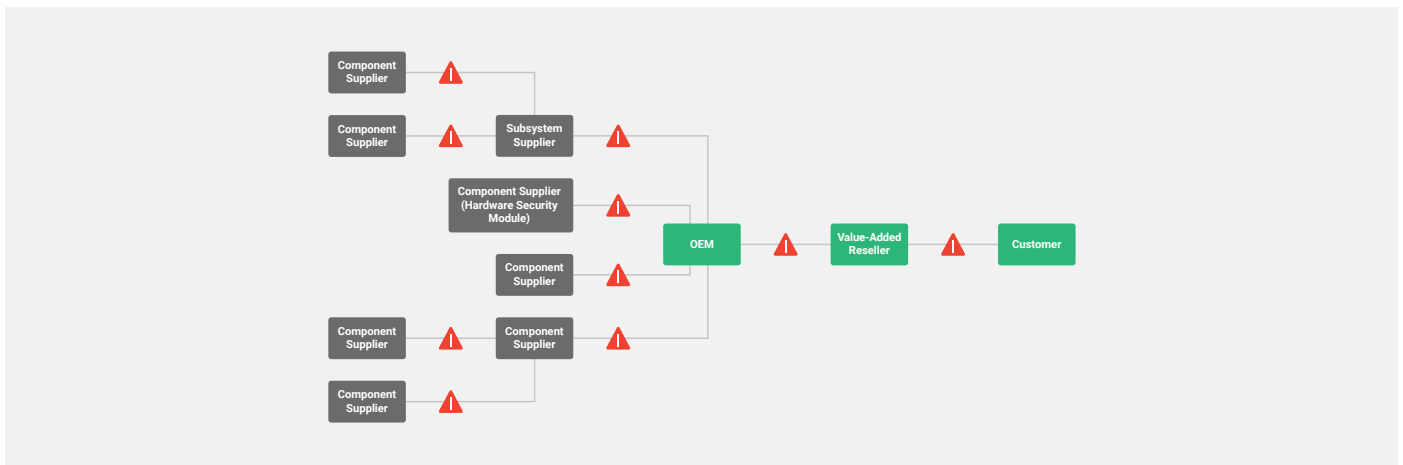 Component
Supplier
Component
Supplier
Subsystem
Supplier
Component Supplier
(Hardware Security
Module)
OEM
Value-Added
Reseller
Customer
Component
Supplier
Component
Supplier
Component
Supplier
Component
Supplier